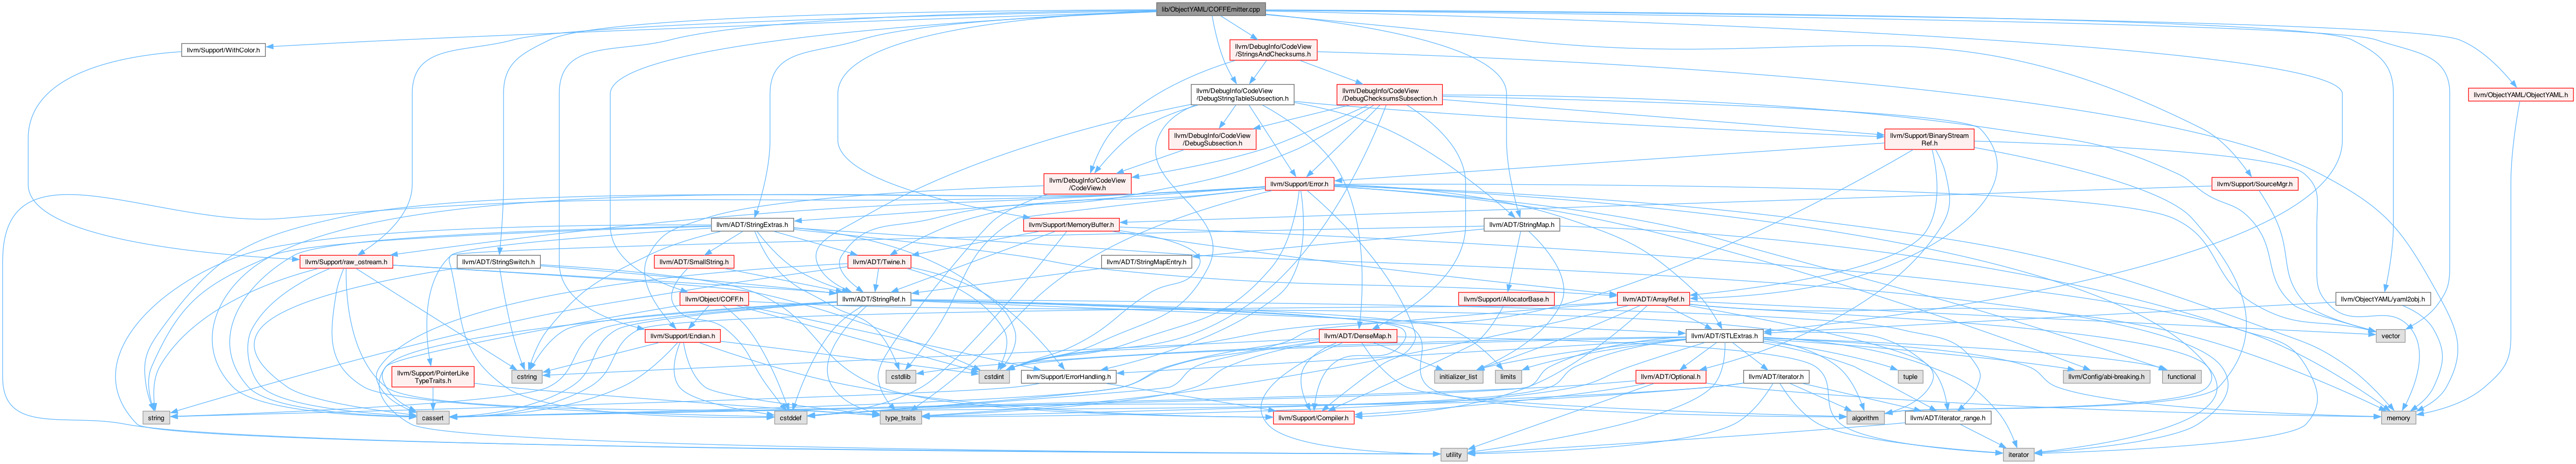 lib/ObjectYAML/COFFEmitter.cpp
llvm/Support/WithColor.h
llvm/DebugInfo/CodeView
/StringsAndChecksums.h
llvm/DebugInfo/CodeView
/DebugStringTableSubsection.h
llvm/DebugInfo/CodeView
/DebugChecksumsSubsection.h
llvm/ObjectYAML/ObjectYAML.h
llvm/DebugInfo/CodeView
/DebugSubsection.h
llvm/Support/BinaryStream
Ref.h
llvm/DebugInfo/CodeView
/CodeView.h
llvm/Support/Error.h
llvm/Support/SourceMgr.h
llvm/ADT/StringExtras.h
llvm/Support/MemoryBuffer.h
llvm/ADT/StringMap.h
llvm/Support/raw_ostream.h
llvm/ADT/StringSwitch.h
llvm/ADT/SmallString.h
llvm/ADT/Twine.h
llvm/ADT/StringMapEntry.h
llvm/Object/COFF.h
llvm/ADT/StringRef.h
llvm/Support/AllocatorBase.h
llvm/ADT/ArrayRef.h
llvm/ObjectYAML/yaml2obj.h
llvm/Support/Endian.h
llvm/ADT/DenseMap.h
llvm/ADT/STLExtras.h
vector
llvm/Support/PointerLike
TypeTraits.h
cstring
cstdlib
cstdint
llvm/Support/ErrorHandling.h
initializer_list
limits
llvm/ADT/Optional.h
llvm/ADT/iterator.h
tuple
llvm/Config/abi-breaking.h
functional
string
cassert
cstddef
type_traits
llvm/Support/Compiler.h
algorithm
llvm/ADT/iterator_range.h
memory
utility
iterator